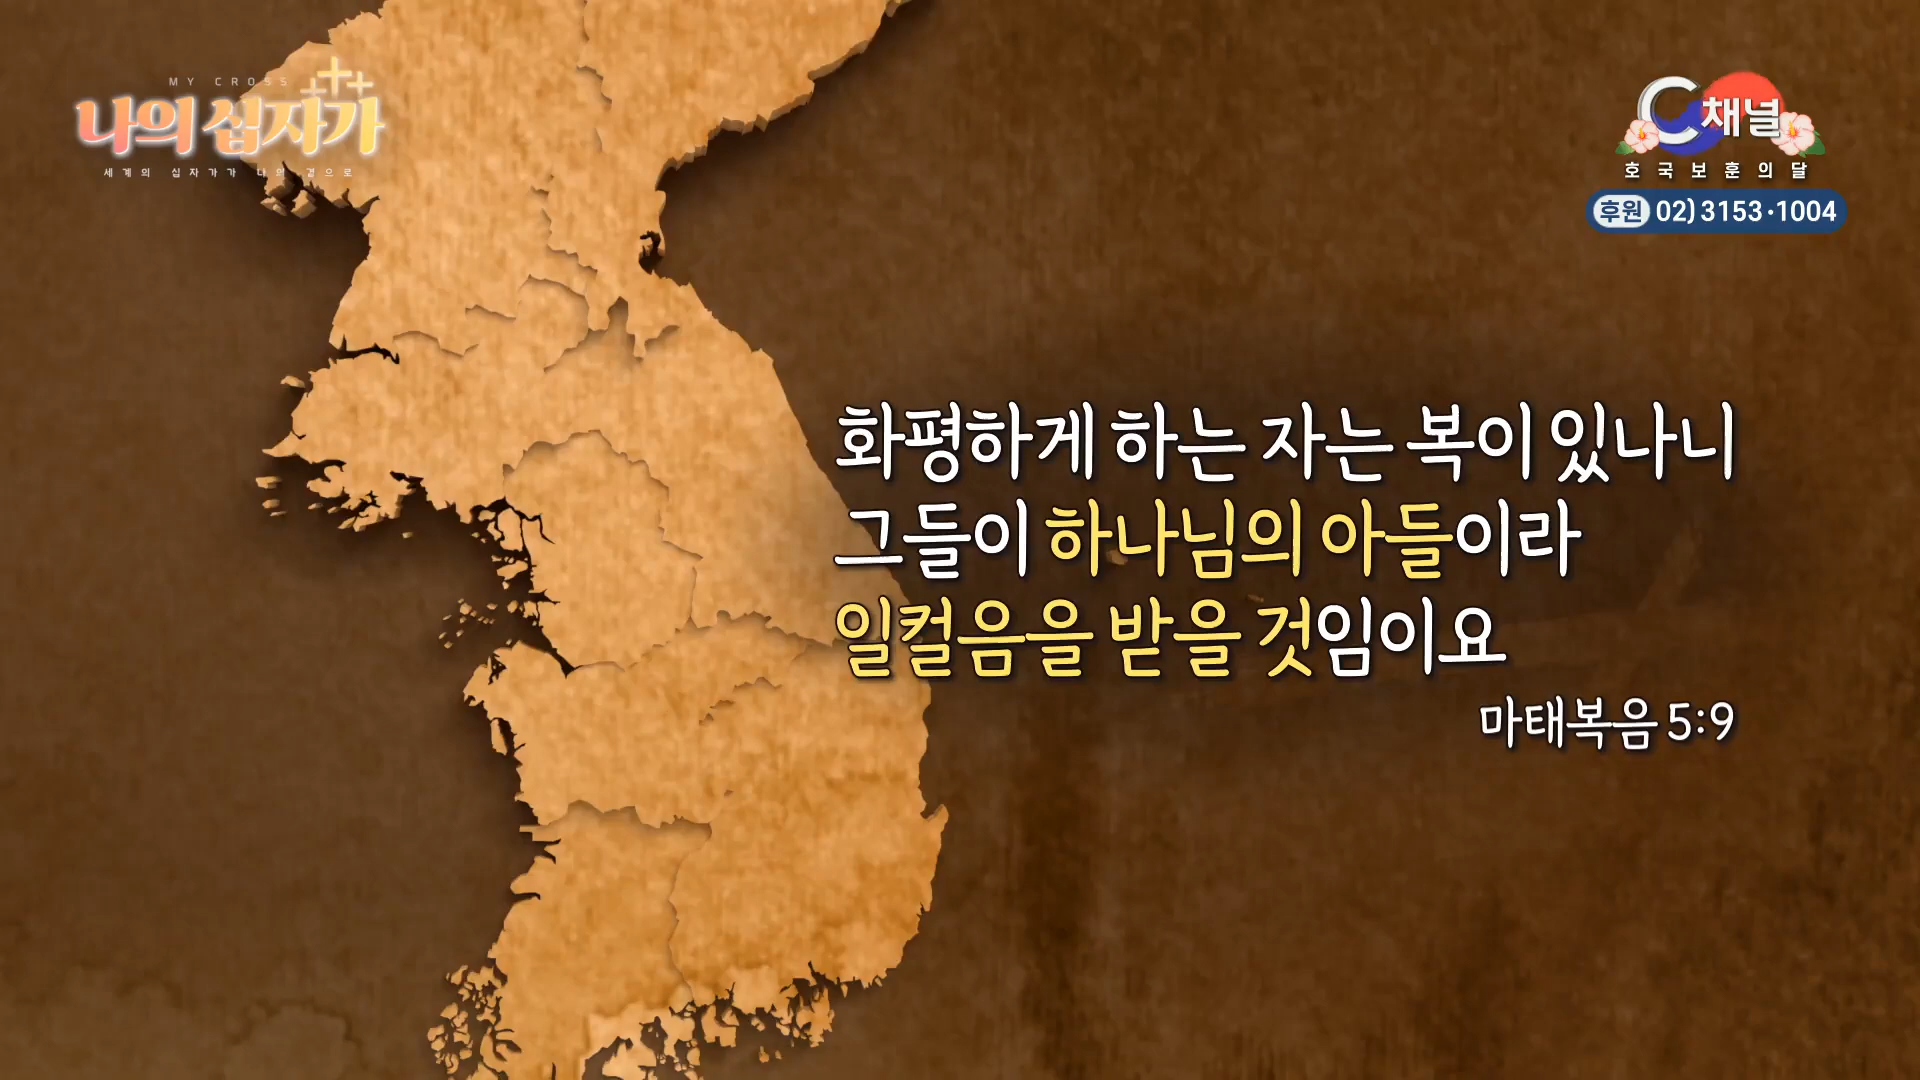 MY CROSS
나의 십자가
세계의 십자가가 나의 곁으로
C채널
호국보훈의달
후원 02)3153·1004
화평하게 하는 자는 복이 있나니
그들이 하나님의 아들이라
일컬음을 받을 것임이요
마태복음 5:9